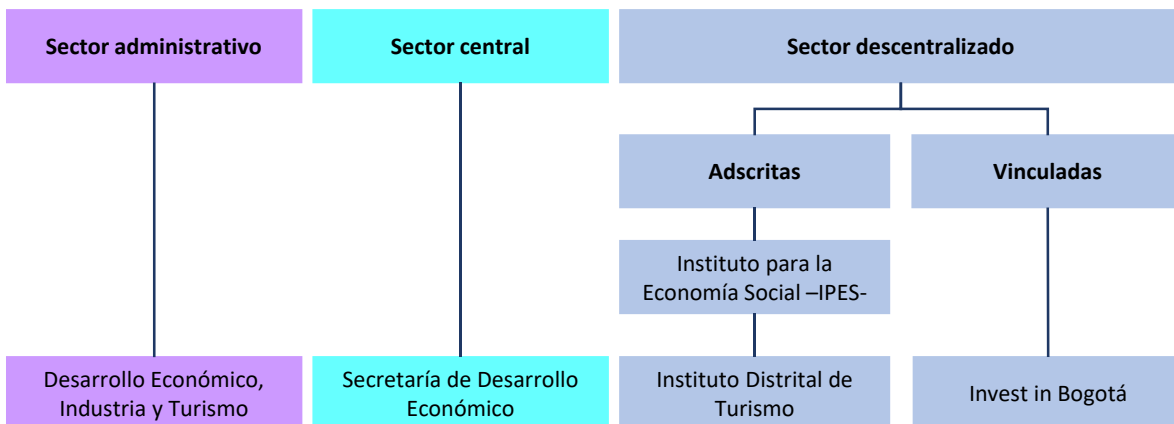 Sector administrativo
Sector central
Sector descentralizado
Adscritas
Vinculadas
Instituto para la
Economía Social –IPES-
Desarrollo Económico,
Industria y Turismo
Secretaría de Desarrollo
Económico
Instituto Distrital de
Turismo
Invest in Bogotá